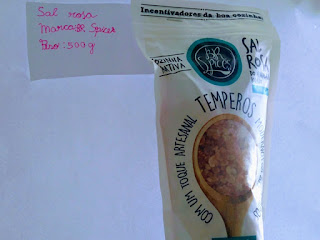 Sal rosa
Marca: BR Spices
Peso: 500g
Incentivadores da boa cozinha
COZINHA
NATIVA
BR
SPICES
SAL
ROSA
TEMPEROS
COM UM TOQUE ARTESANAL